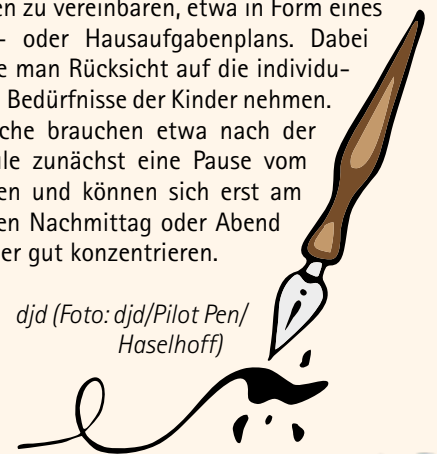 en zu vereinbaren, etwa in Form eines
- oder Hausaufgabenplans. Dabei
e man Rücksicht auf die individu-
Bedürfnisse der Kinder nehmen.
che brauchen etwa nach der
ule zunächst eine Pause vom
en und können sich erst am
en Nachmittag oder Abend
er gut konzentrieren.
djd (Foto: djd/Pilot Pen/
Haselhoff)